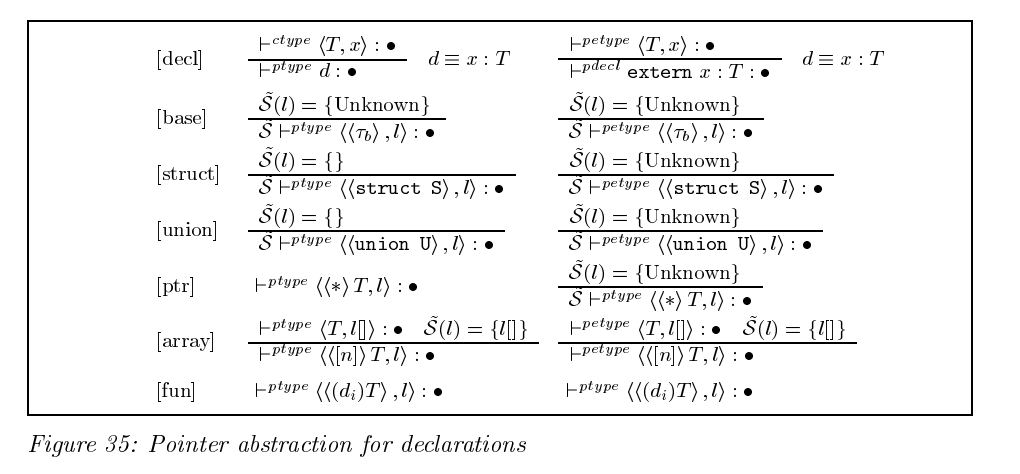 [decl] ⊢^ctype ⟨T, x⟩ : • / ⊢^ptype d : • d ≡ x : T ⊢^petype ⟨T, x⟩ : • / ⊢^pdecl extern x : T : • d ≡ x : T
[base] S̃(l) = {Unknown} / S̃ ⊢^ptype ⟨⟨τ_b⟩, l⟩ : • S̃(l) = {Unknown} / S̃ ⊢^petype ⟨⟨τ_b⟩, l⟩ : •
[struct] S̃(l) = {} / S̃ ⊢^ptype ⟨⟨struct S⟩, l⟩ : • S̃(l) = {Unknown} / S̃ ⊢^petype ⟨⟨struct S⟩, l⟩ : •
[union] S̃(l) = {} / S̃ ⊢^ptype ⟨⟨union U⟩, l⟩ : • S̃(l) = {Unknown} / S̃ ⊢^petype ⟨⟨union U⟩, l⟩ : •
[ptr] ⊢^ptype ⟨⟨*⟩ T, l⟩ : • S̃(l) = {Unknown} / S̃ ⊢^ptype ⟨⟨*⟩ T, l⟩ : •
[array] ⊢^ptype ⟨T, l[]⟩ : • S̃(l) = {l[]} / ⊢^ptype ⟨⟨[n]⟩ T, l⟩ : • ⊢^petype ⟨T, l[]⟩ : • S̃(l) = {l[]} / ⊢^petype ⟨⟨[n]⟩ T, l⟩ : •
[fun] ⊢^ptype ⟨⟨(d_i)T⟩, l⟩ : • ⊢^ptype ⟨⟨(d_i)T⟩, l⟩ : •
Figure 35: Pointer abstraction for declarations